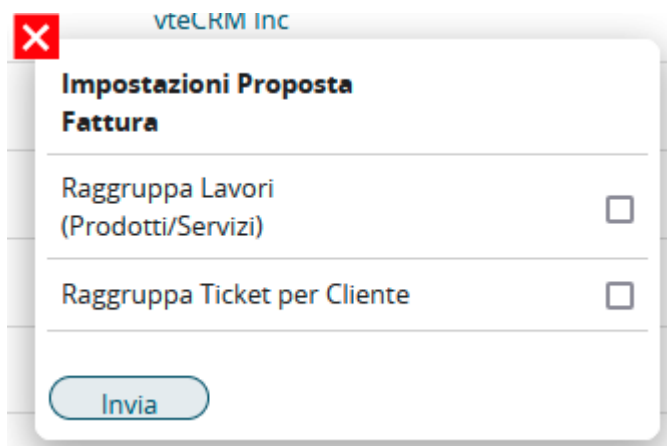 vteCRM Inc
Impostazioni Proposta
Fattura
Raggruppa Lavori
(Prodotti/Servizi)
Raggruppa Ticket per Cliente
Invia